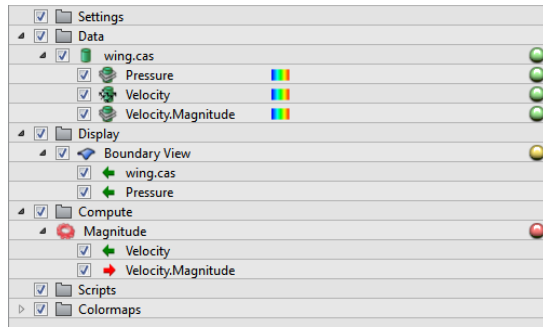 Settings
Data
wing.cas
Pressure
Velocity
Velocity.Magnitude
Display
Boundary View
wing.cas
Pressure
Compute
Magnitude
Velocity
Velocity.Magnitude
Scripts
Colormaps